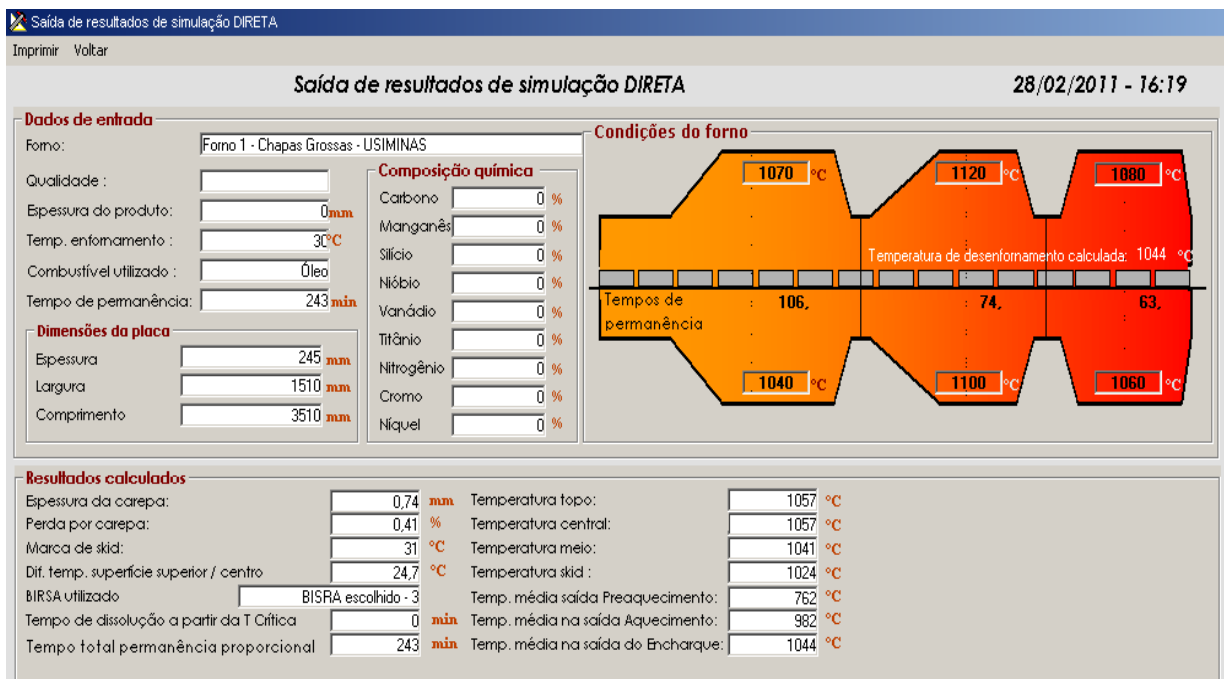 Saída de resultados de simulação DIRETA
Imprimir Voltar
Saída de resultados de simulação DIRETA 28/02/2011 - 16:19
Dados de entrada
Forno: Forno 1 - Chapas Grossas - USIMINAS
Qualidade :
Espessura do produto: 0 mm
Temp. enfornamento : 30 °C
Combustível utilizado : Óleo
Tempo de permanência: 243 min
Dimensões da placa
Espessura 245 mm
Largura 1510 mm
Comprimento 3510 mm
Composição química
Carbono 0 %
Manganês 0 %
Silício 0 %
Nióbio 0 %
Vanádio 0 %
Titânio 0 %
Nitrogênio 0 %
Cromo 0 %
Níquel 0 %
Condições do forno
1070 °C 1120 °C 1080 °C
Temperatura de desenfornamento calculada: 1044 °C
Tempos de permanência 106, 74, 63,
1040 °C 1100 °C 1060 °C
Resultados calculados
Espessura da carepa: 0,74 mm
Perda por carepa: 0,41 %
Marca de skid: 31 °C
Dif. temp. superfície superior / centro 24,7 °C
BIRSA utilizado BISRA escolhido - 3
Tempo de dissolução a partir da T Crítica 0 min
Tempo total permanência proporcional 243 min
Temperatura topo: 1057 °C
Temperatura central: 1057 °C
Temperatura meio: 1041 °C
Temperatura skid : 1024 °C
Temp. média saída Preaquecimento: 762 °C
Temp. média na saída Aquecimento: 982 °C
Temp. média na saída do Encharque: 1044 °C